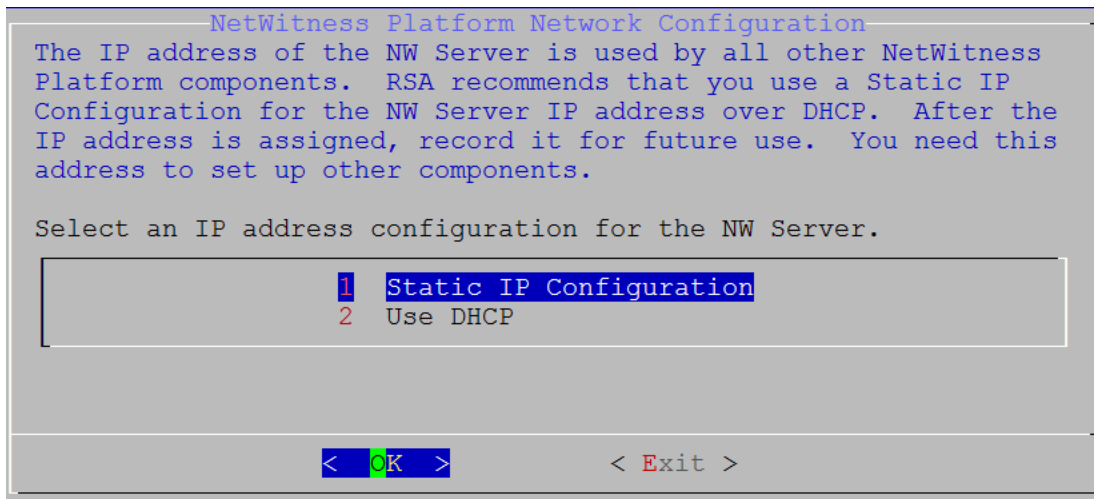 NetWitness Platform Network Configuration
The IP address of the NW Server is used by all other NetWitness
Platform components.  RSA recommends that you use a Static IP
Configuration for the NW Server IP address over DHCP.  After the
IP address is assigned, record it for future use.  You need this
address to set up other components.
Select an IP address configuration for the NW Server.
1  Static IP Configuration
2  Use DHCP
<  OK  > < Exit >